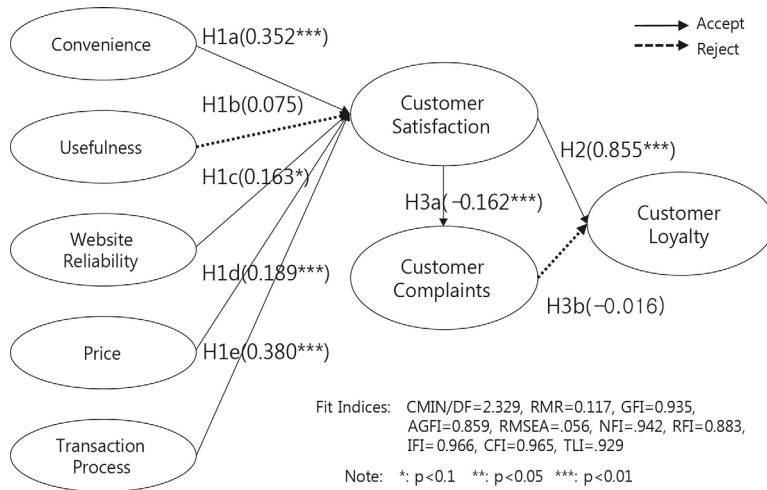 Convenience
H1a(0.352***)
Accept
Reject
Usefulness
H1b(0.075)
Customer
Satisfaction
H1c(0.163*)
H2(0.855***)
Website
Reliability
H3a(-0.162***)
Customer
Loyalty
H1d(0.189***)
Customer
Complaints
H3b(-0.016)
Price
H1e(0.380***)
Transaction
Process
Fit Indices: CMIN/DF=2.329, RMR=0.117, GFI=0.935,
AGFI=0.859, RMSEA=.056, NFI=.942, RFI=0.883,
IFI=0.966, CFI=0.965, TLI=.929
Note: *: p<0.1 **: p<0.05 ***: p<0.01